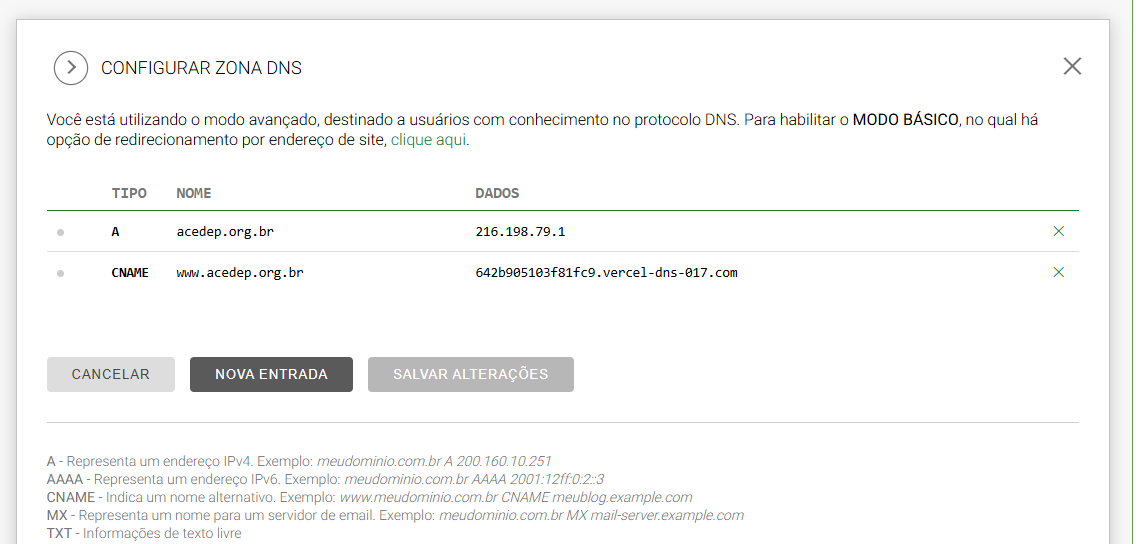 CONFIGURAR ZONA DNS
Você está utilizando o modo avançado, destinado a usuários com conhecimento no protocolo DNS. Para habilitar o MODO BÁSICO, no qual há
opção de redirecionamento por endereço de site, clique aqui.
TIPO NOME DADOS
A acedep.org.br 216.198.79.1
CNAME www.acedep.org.br 642b905103f81fc9.vercel-dns-017.com
CANCELAR NOVA ENTRADA SALVAR ALTERAÇÕES
A - Representa um endereço IPv4. Exemplo: meudominio.com.br A 200.160.10.251
AAAA - Representa um endereço IPv6. Exemplo: meudominio.com.br AAAA 2001:12ff:0:2::3
CNAME - Indica um nome alternativo. Exemplo: www.meudominio.com.br CNAME meublog.example.com
MX - Representa um nome para um servidor de email. Exemplo: meudominio.com.br MX mail-server.example.com
TXT - Informações de texto livre